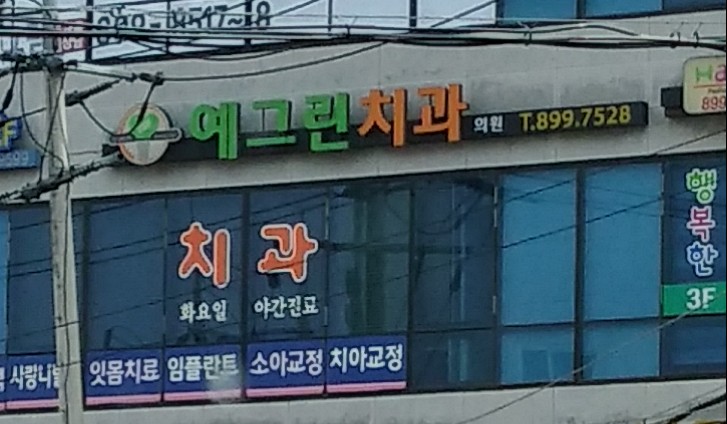 예그린치과 의원 T.899.7528
치과
화요일 야간진료
잇몸치료 임플란트 소아교정 치아교정
행복한
3F